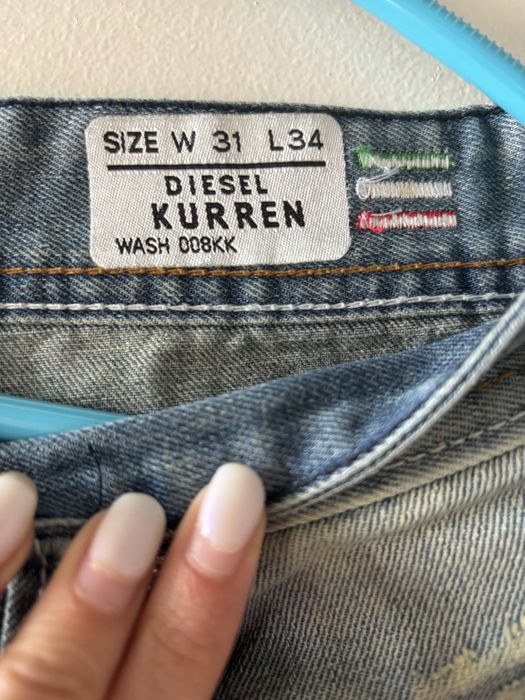 SIZE W 31 L34
DIESEL
KURREN
WASH 008KK